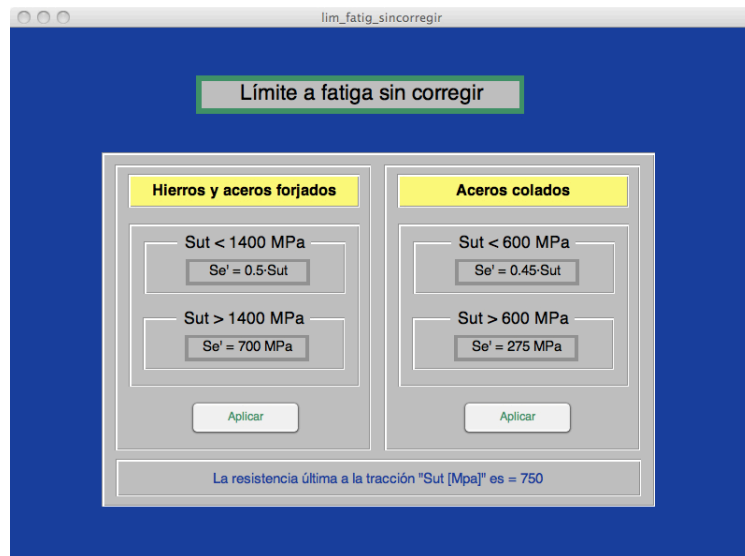 lim_fatig_sincorregir
Límite a fatiga sin corregir
Hierros y aceros forjados
Sut < 1400 MPa
Se' = 0.5·Sut
Sut > 1400 MPa
Se' = 700 MPa
Aplicar
Aceros colados
Sut < 600 MPa
Se' = 0.45·Sut
Sut > 600 MPa
Se' = 275 MPa
Aplicar
La resistencia última a la tracción "Sut [Mpa]" es = 750